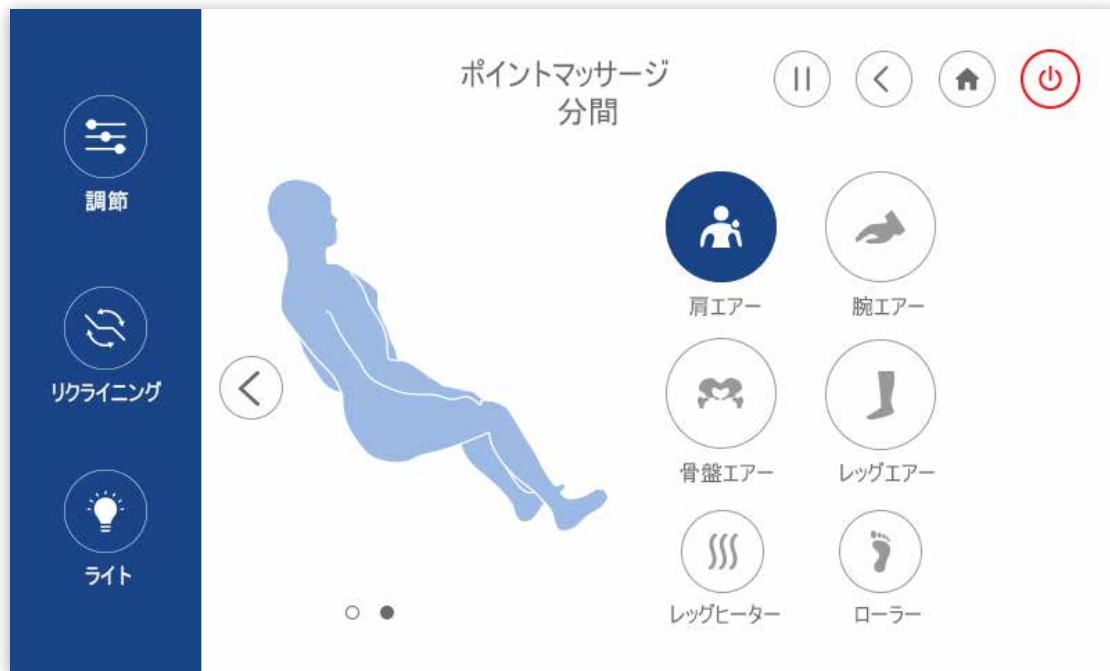 調節
リクライニング
ライト
ポイントマッサージ
分間
肩エアー
腕エアー
骨盤エアー
レッグエアー
レッグヒーター
ローラー